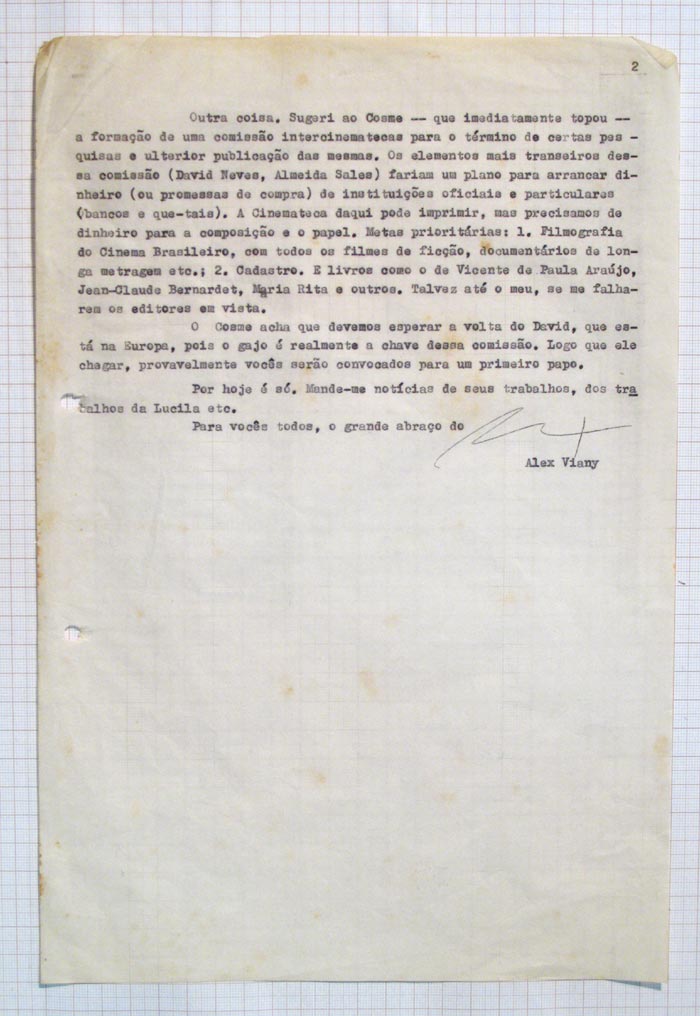 2
Outra coisa. Sugeri ao Cosme -- que imediatamente topou --
a formação de uma comissão intercinematecas para o término de certas pes -
quisas e ulterior publicação das mesmas. Os elementos mais transeiros des-
sa comissão (David Neves, Almeida Sales) fariam um plano para arrancar di-
nheiro (ou promessas de compra) de instituições oficiais e particulares
(bancos e que-tais). A Cinemateca daqui pode imprimir, mas precisamos de
dinheiro para a composição e o papel. Metas prioritárias: 1. Filmografia
do Cinema Brasileiro, com todos os filmes de ficção, documentários de lon-
ga metragem etc.; 2. Cadastro. E livros como o de Vicente de Paula Araújo,
Jean-Claude Bernardet, Maria Rita e outros. Talvez até o meu, se me falha-
rem os editores em vista.
O Cosme acha que devemos esperar a volta do David, que es-
tá na Europa, pois o gajo é realmente a chave dessa comissão. Logo que ele
chegar, provavelmente vocês serão convocados para um primeiro papo.
Por hoje é só. Mande-me notícias de seus trabalhos, dos tra
balhos da Lucila etc.
Para vocês todos, o grande abraço do
Alex Viany